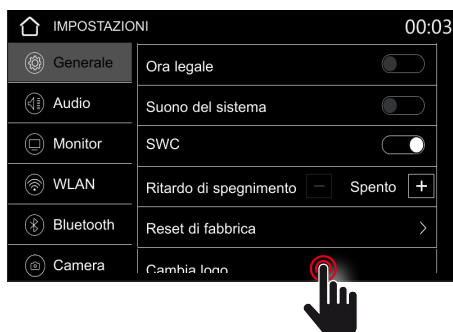 IMPOSTAZIONI 00:03
Generale
Audio
Monitor
WLAN
Bluetooth
Camera
Ora legale
Suono del sistema
SWC
Ritardo di spegnimento − Spento +
Reset di fabbrica
Cambia logo